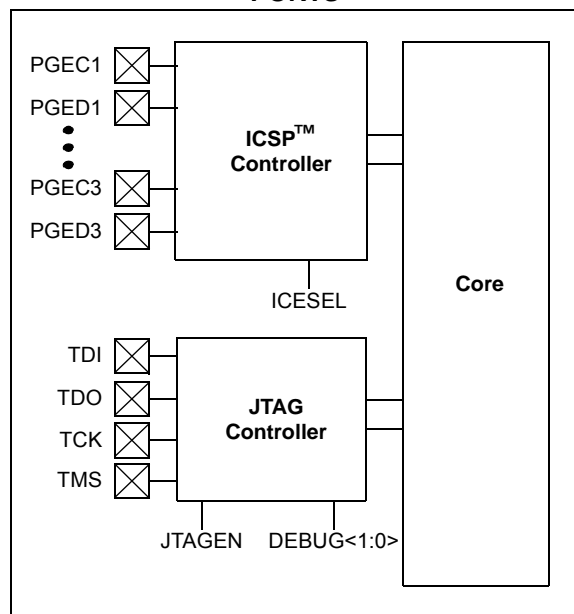 PGEC1
PGED1
ICSP™
Controller
PGEC3
PGED3
ICESEL
Core
TDI
TDO
JTAG
Controller
TCK
TMS
JTAGEN DEBUG<1:0>